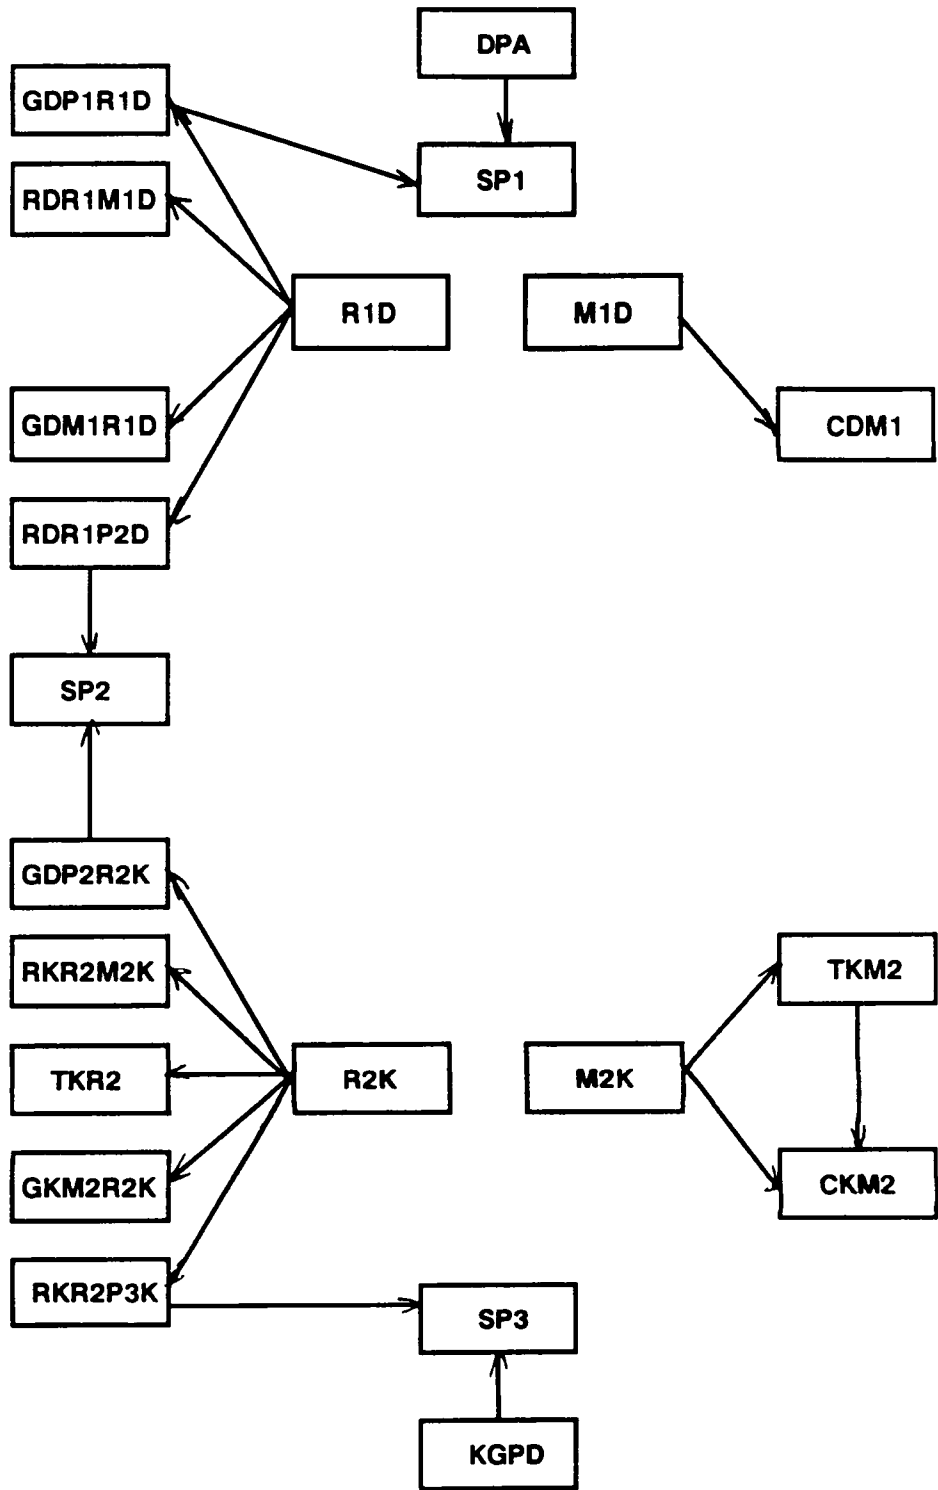 DPA
GDP1R1D
SP1
RDR1M1D
R1D
M1D
GDM1R1D
CDM1
RDR1P2D
SP2
GDP2R2K
RKR2M2K
TKM2
TKR2
R2K
M2K
GKM2R2K
CKM2
RKR2P3K
SP3
KGPD